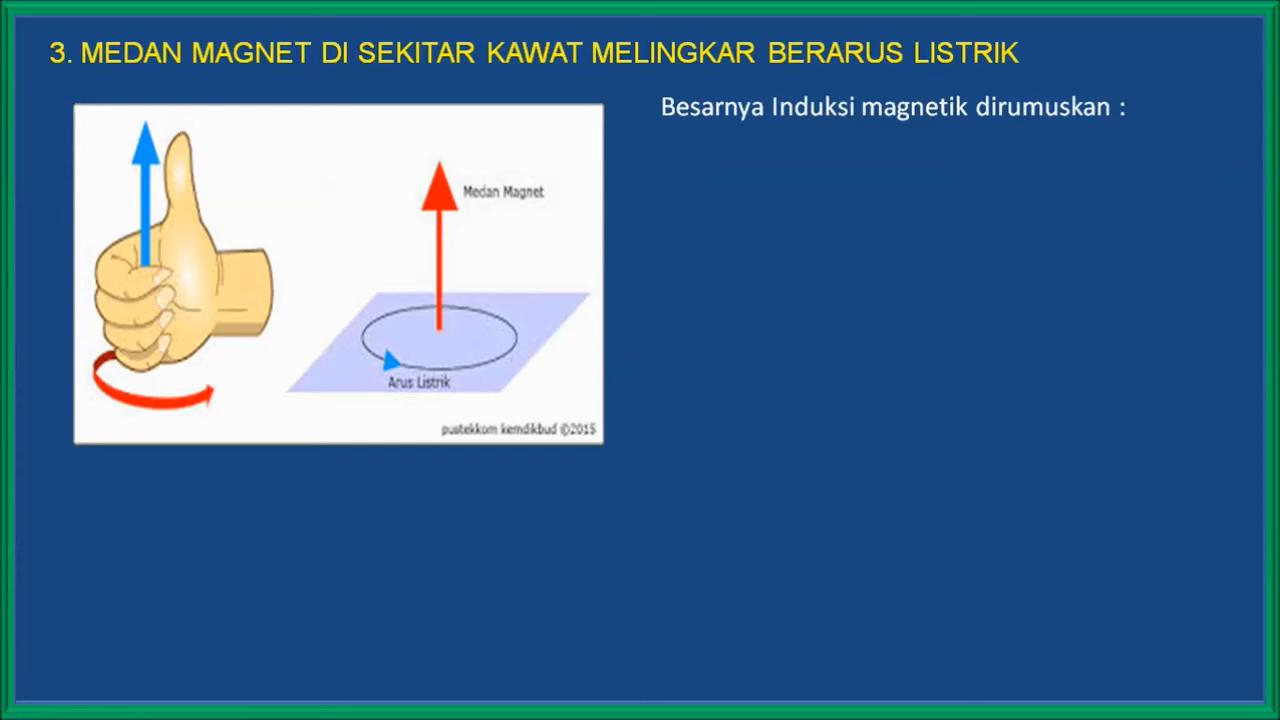 3. MEDAN MAGNET DI SEKITAR KAWAT MELINGKAR BERARUS LISTRIK
Besarnya Induksi magnetik dirumuskan :
Medan Magnet
Arus Listrik
pustekkom kemdikbud ©2015